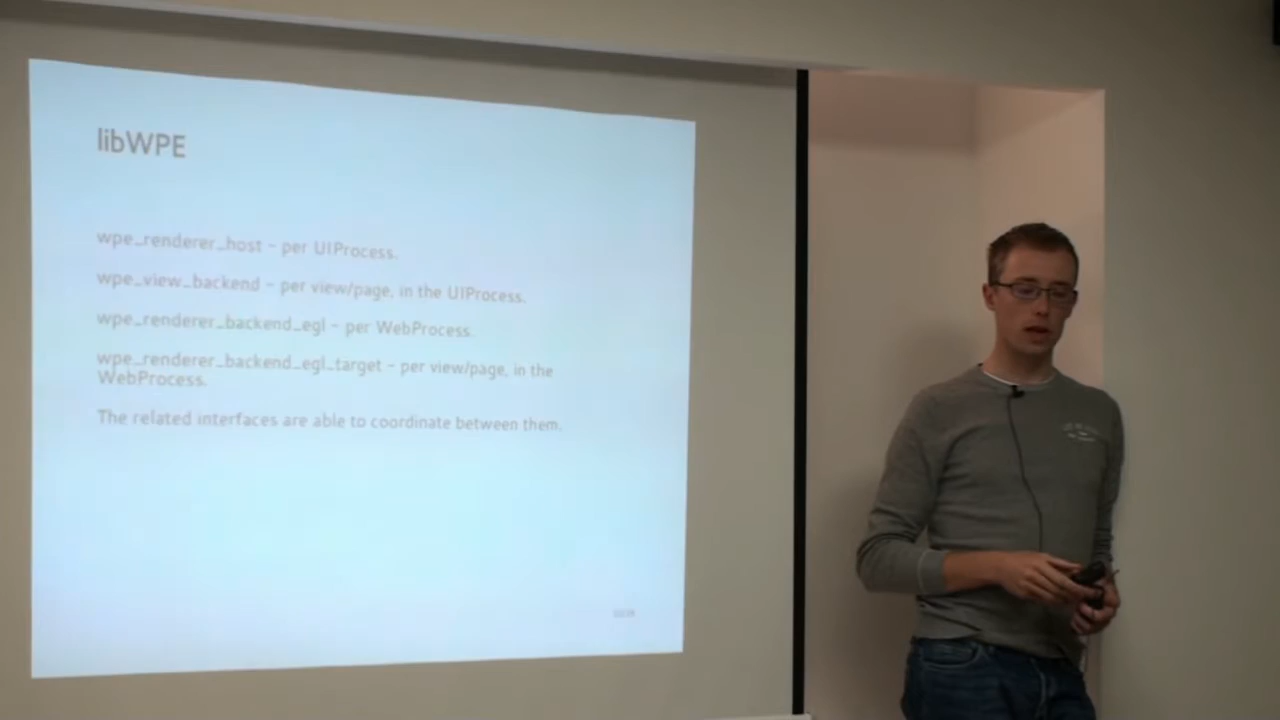 libWPE
wpe_renderer_host - per UIProcess.
wpe_view_backend - per view/page, in the UIProcess.
wpe_renderer_backend_egl - per WebProcess.
wpe_renderer_backend_egl_target - per view/page, in the
WebProcess.
The related interfaces are able to coordinate between them.